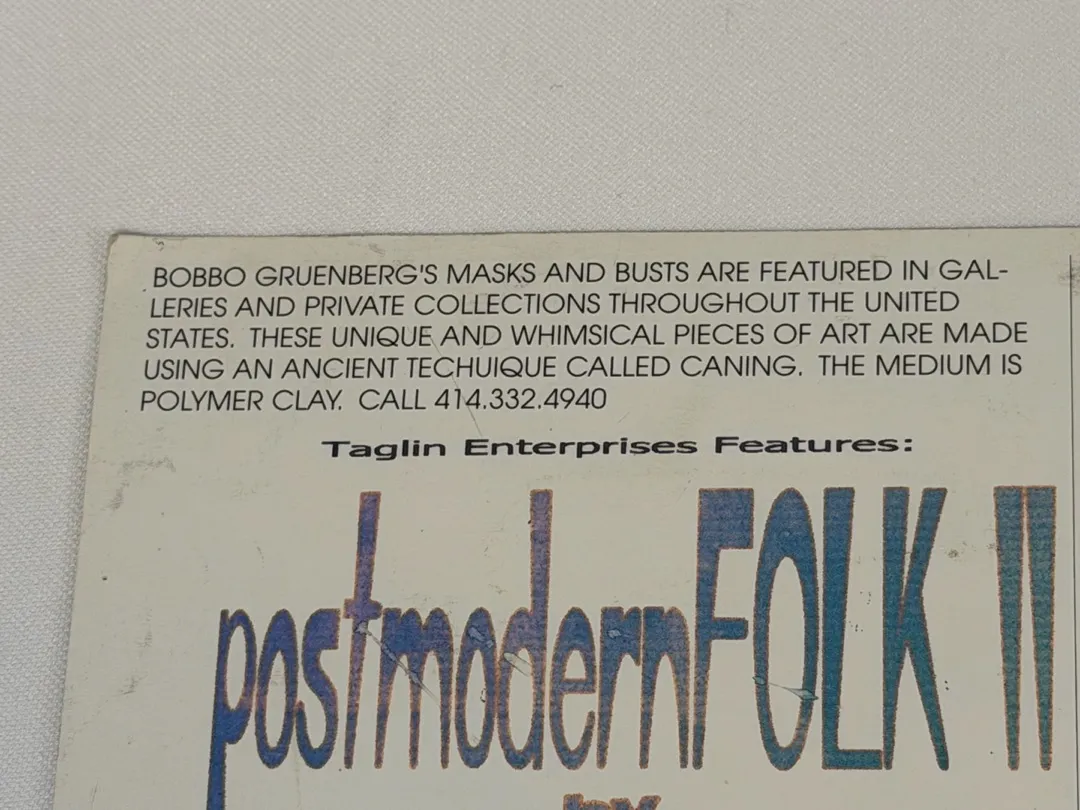 BOBBO GRUENBERG'S MASKS AND BUSTS ARE FEATURED IN GAL-
LERIES AND PRIVATE COLLECTIONS THROUGHOUT THE UNITED
STATES. THESE UNIQUE AND WHIMSICAL PIECES OF ART ARE MADE
USING AN ANCIENT TECHUIQUE CALLED CANING. THE MEDIUM IS
POLYMER CLAY. CALL 414.332.4940
Taglin Enterprises Features:
postmodernFOLK II